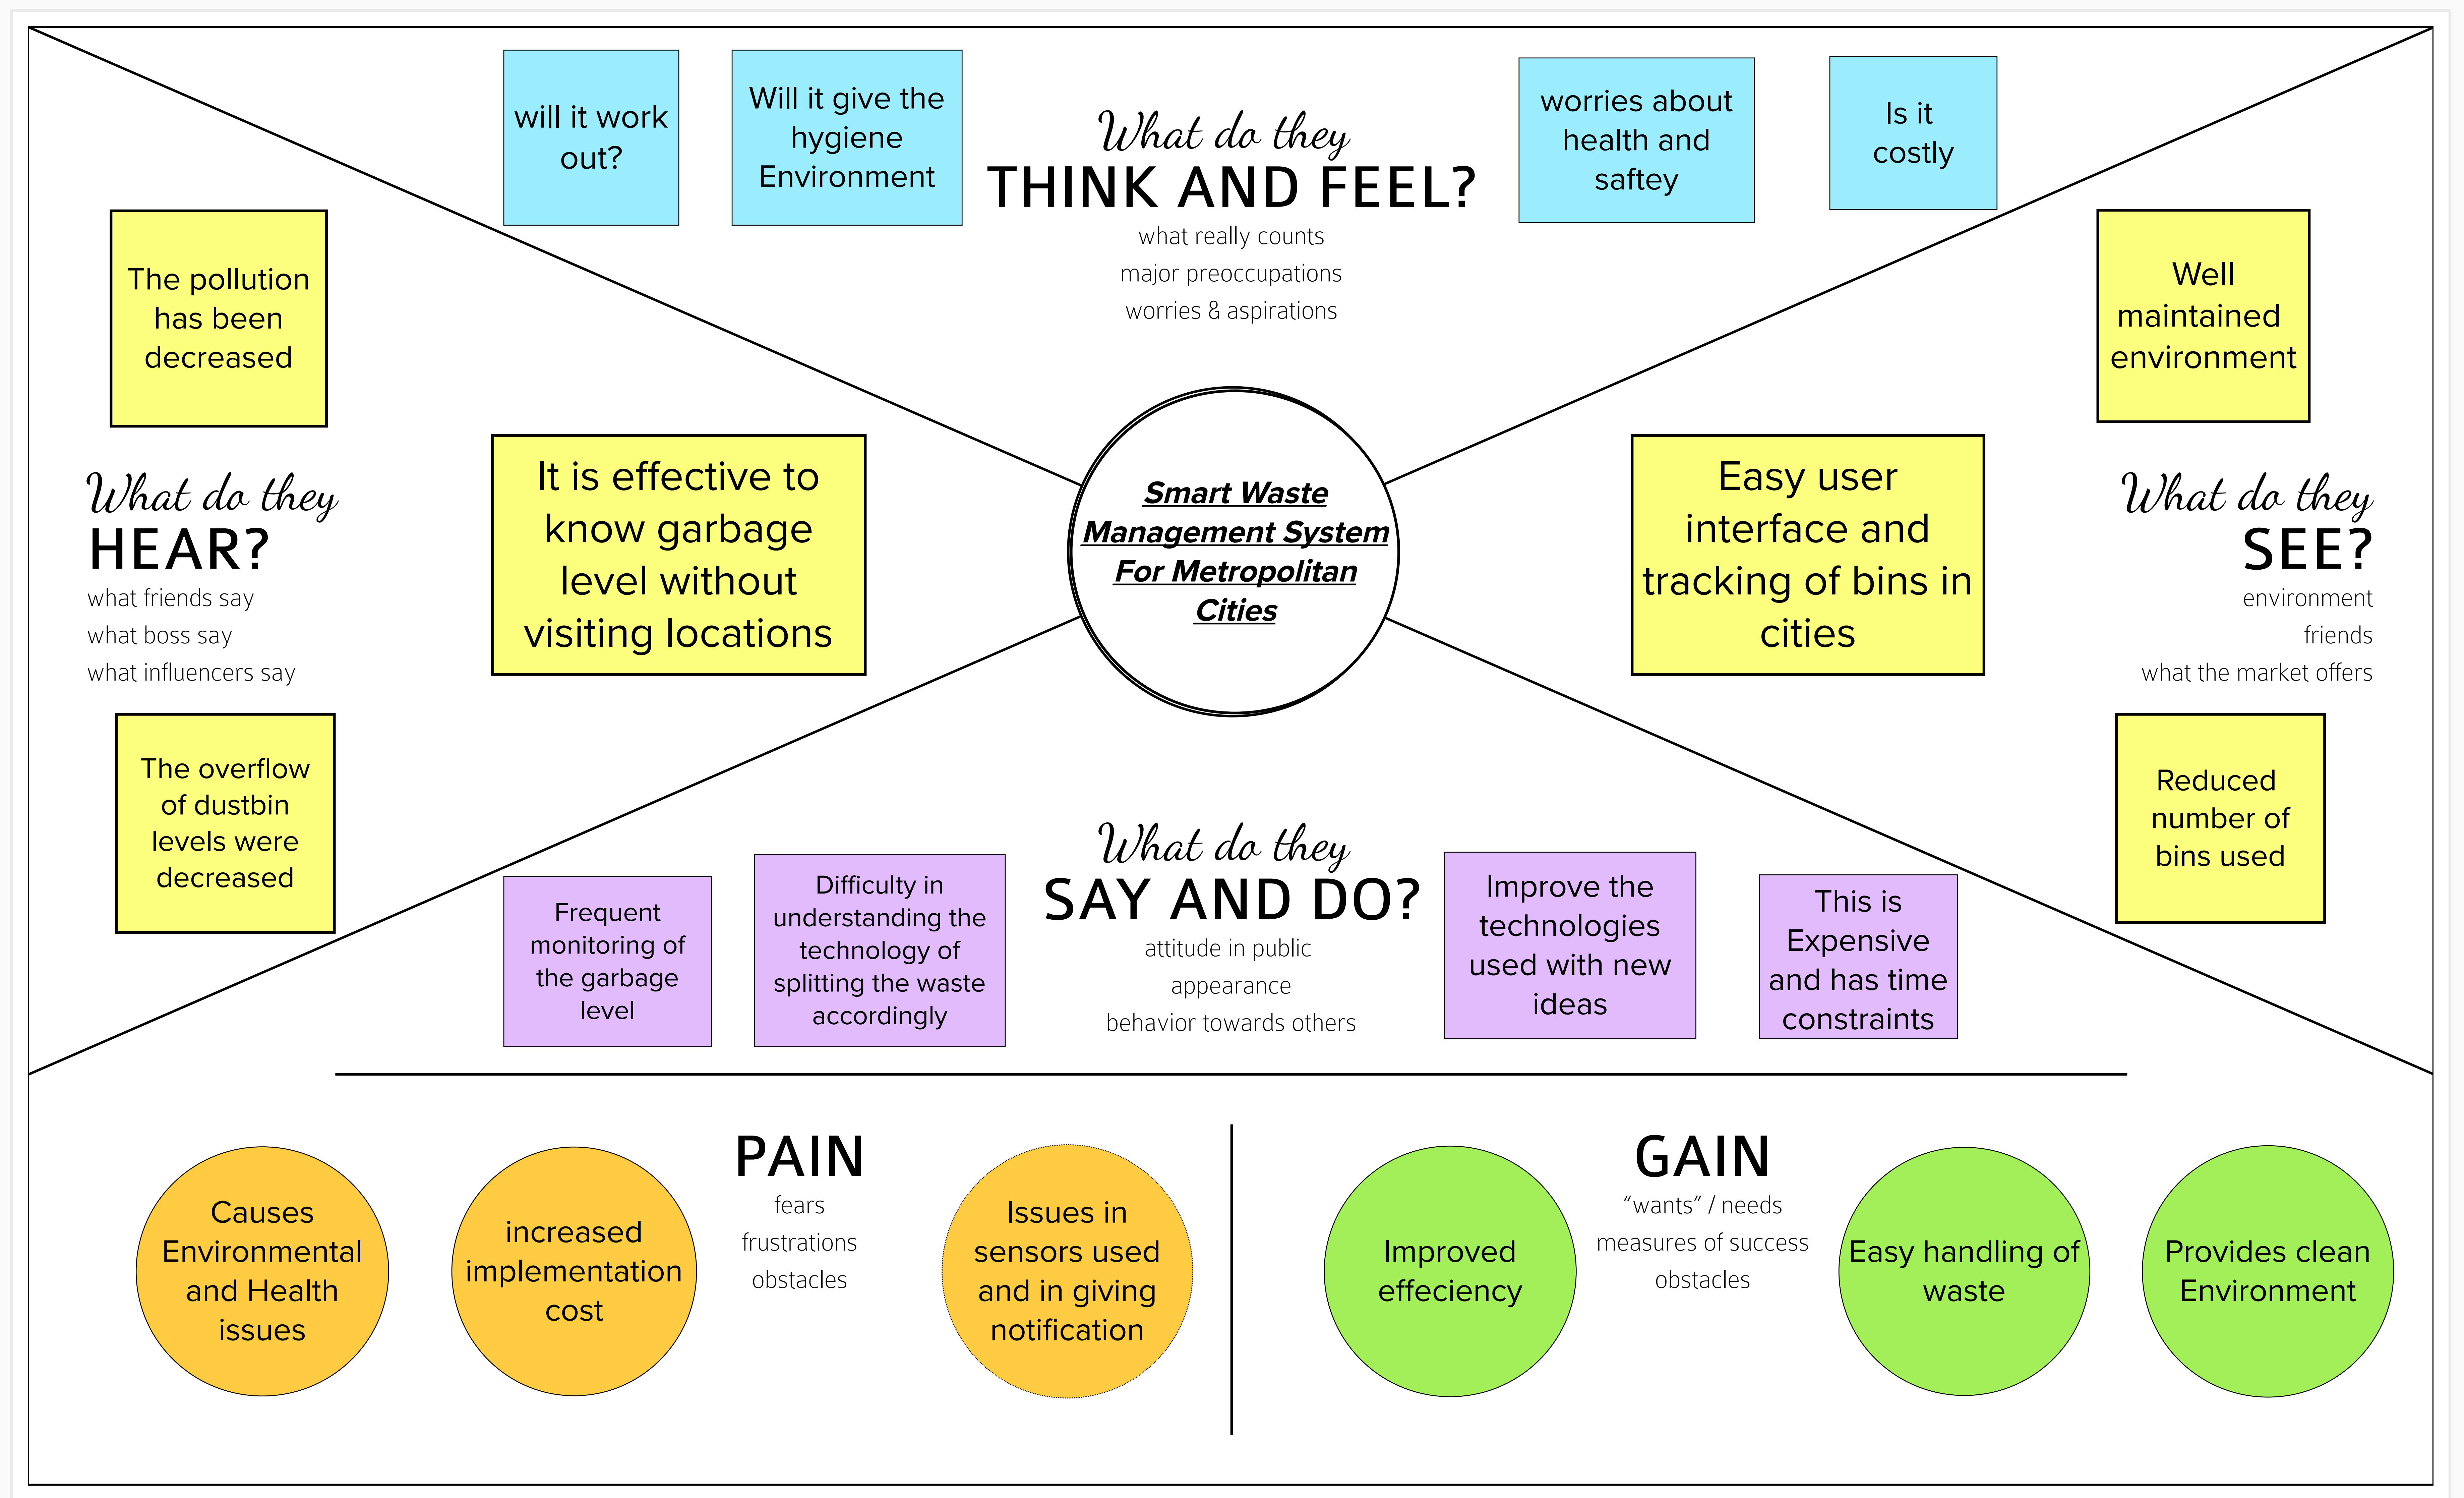 will it work
out?
Will it give the
hygiene
Environment
What do they
THINK AND FEEL?
what really counts
major preoccupations
worries & aspirations
worries about
health and
saftey
Is it
costly
The pollution
has been
decreased
What do they
HEAR?
what friends say
what boss say
what influencers say
The overflow
of dustbin
levels were
decreased
It is effective to
know garbage
level without
visiting locations
Smart Waste
Management System
For Metropolitan
Cities
Easy user
interface and
tracking of bins in
cities
Well
maintained
environment
What do they
SEE?
environment
friends
what the market offers
Reduced
number of
bins used
Frequent
monitoring of
the garbage
level
Difficulty in
understanding the
technology of
splitting the waste
accordingly
What do they
SAY AND DO?
attitude in public
appearance
behavior towards others
Improve the
technologies
used with new
ideas
This is
Expensive
and has time
constraints
Causes
Environmental
and Health
issues
increased
implementation
cost
PAIN
fears
frustrations
obstacles
Issues in
sensors used
and in giving
notification
Improved
effeciency
GAIN
“wants” / needs
measures of success
obstacles
Easy handling of
waste
Provides clean
Environment